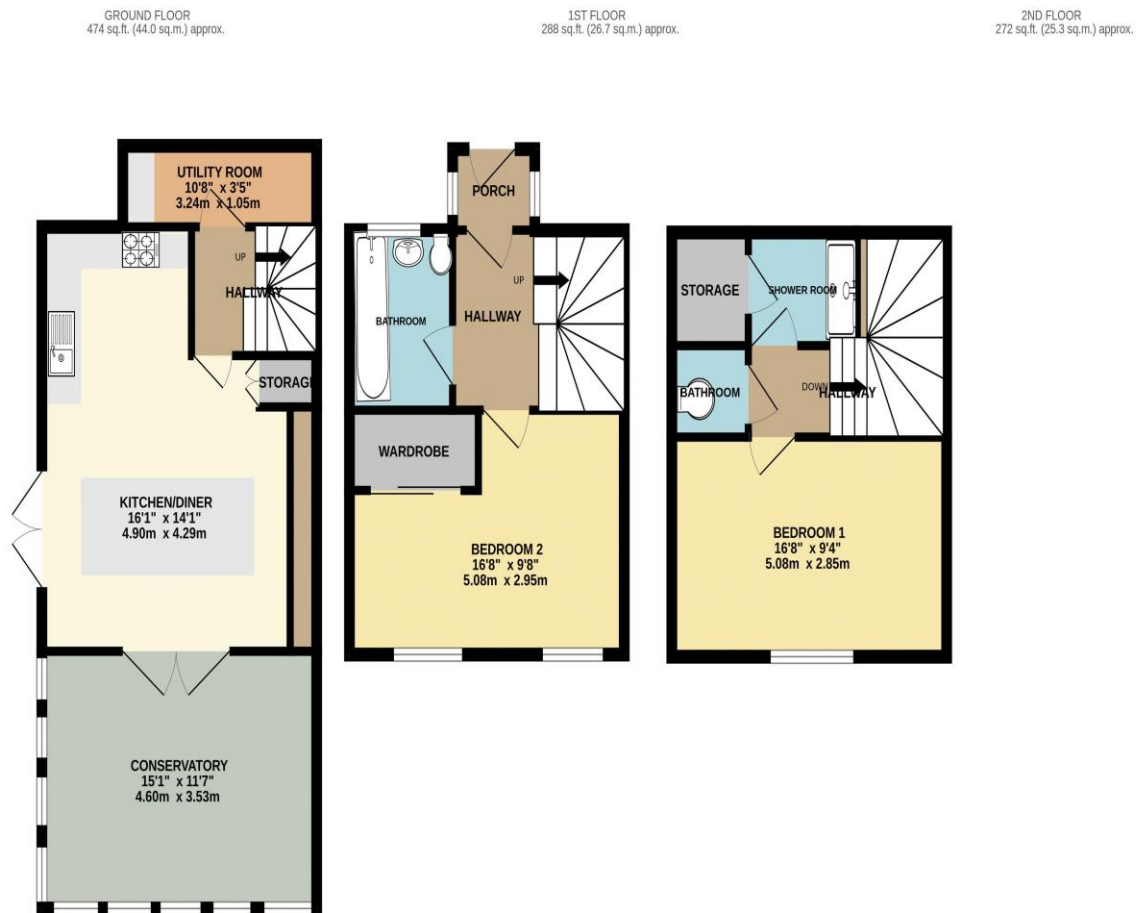 GROUND FLOOR
474 sq.ft. (44.0 sq.m.) approx.
1ST FLOOR
288 sq.ft. (26.7 sq.m.) approx.
2ND FLOOR
272 sq.ft. (25.3 sq.m.) approx.
UTILITY ROOM
10'8" x 3'5"
3.24m x 1.05m
UP
HALLWAY
STORAGE
KITCHEN/DINER
16'1" x 14'1"
4.90m x 4.29m
CONSERVATORY
15'1" x 11'7"
4.60m x 3.53m
PORCH
UP
HALLWAY
BATHROOM
WARDROBE
BEDROOM 2
16'8" x 9'8"
5.08m x 2.95m
STORAGE
SHOWER ROOM
BATHROOM
DOWN
HALLWAY
BEDROOM 1
16'8" x 9'4"
5.08m x 2.85m